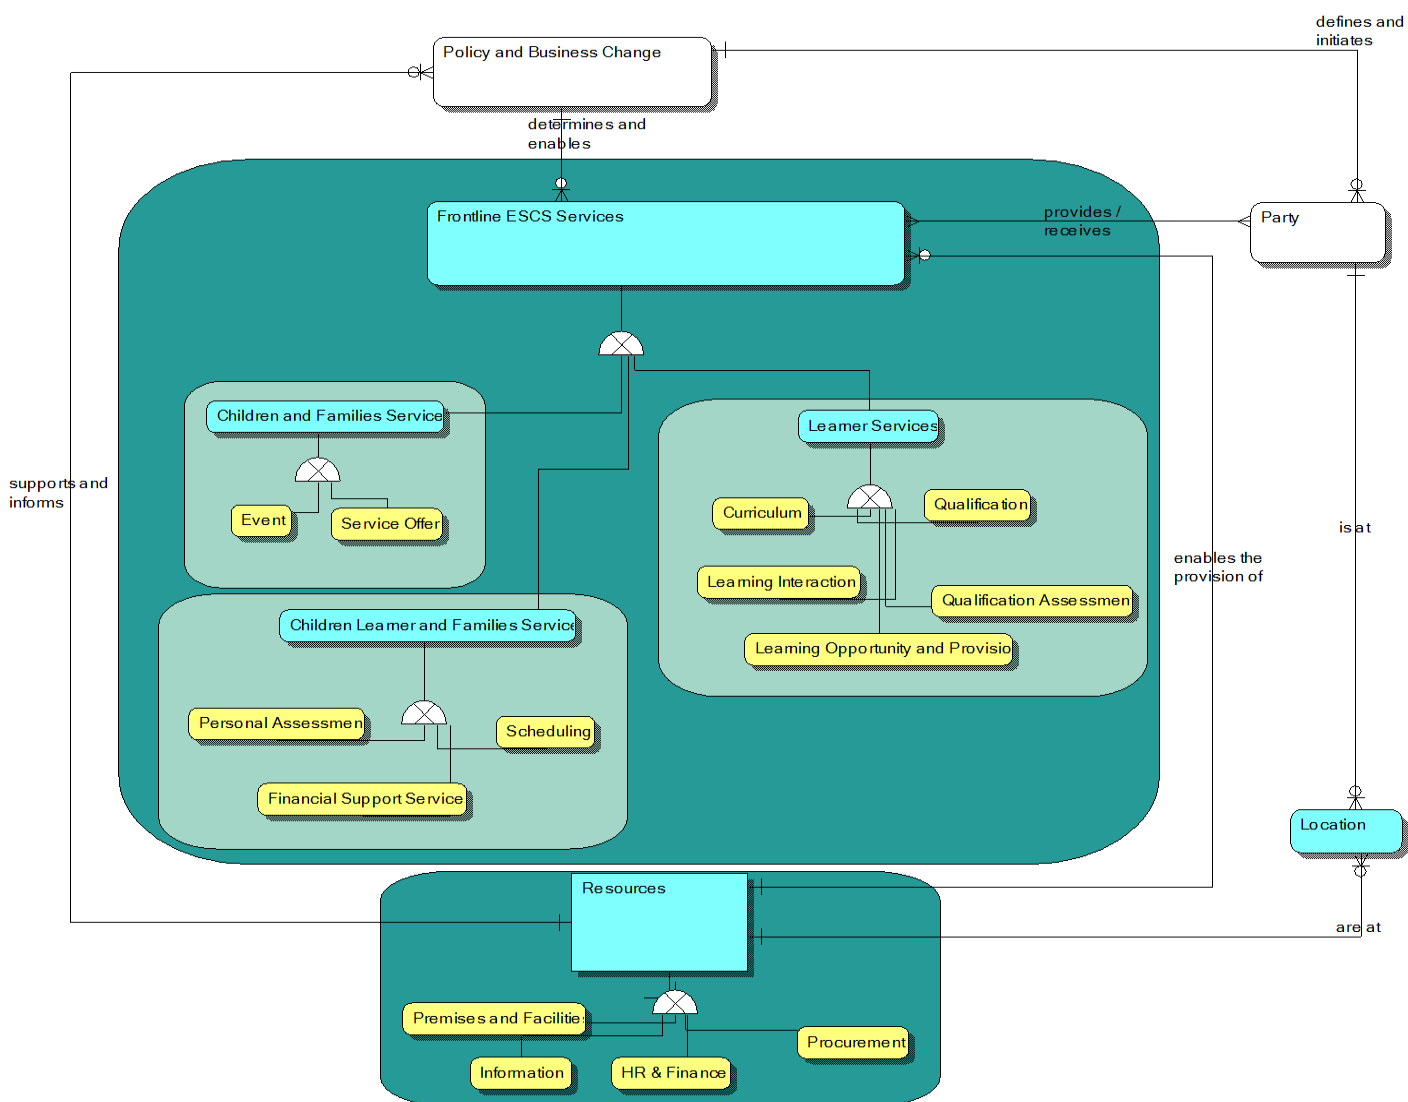 defines and
initiates
Policy and Business Change
determines and
enables
Frontline ESCS Services
provides /
receives
Party
Children and Families Service
Learner Services
supports and
informs
Event
Service Offer
Curriculum
Qualification
is at
enables the
provision of
Learning Interaction
Qualification Assessmen
Children Learner and Families Service
Learning Opportunity and Provisio
Personal Assessmen
Scheduling
Financial Support Service
Location
Resources
are at
Premises and Facilities
Procurement
Information
HR & Finance